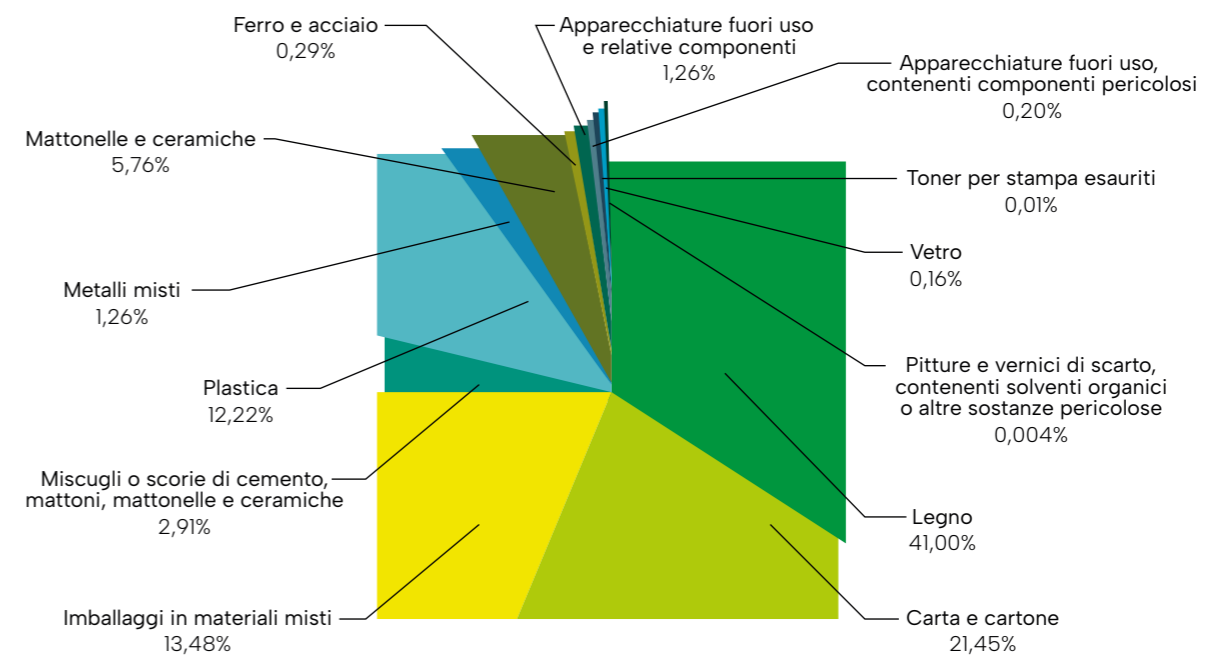 Ferro e acciaio
0,29%
Apparecchiature fuori uso
e relative componenti
1,26%
Apparecchiature fuori uso,
contenenti componenti pericolosi
0,20%
Mattonelle e ceramiche
5,76%
Toner per stampa esauriti
0,01%
Vetro
0,16%
Metalli misti
1,26%
Pitture e vernici di scarto,
contenenti solventi organici
o altre sostanze pericolose
0,004%
Plastica
12,22%
Miscugli o scorie di cemento,
mattoni, mattonelle e ceramiche
2,91%
Legno
41,00%
Imballaggi in materiali misti
13,48%
Carta e cartone
21,45%